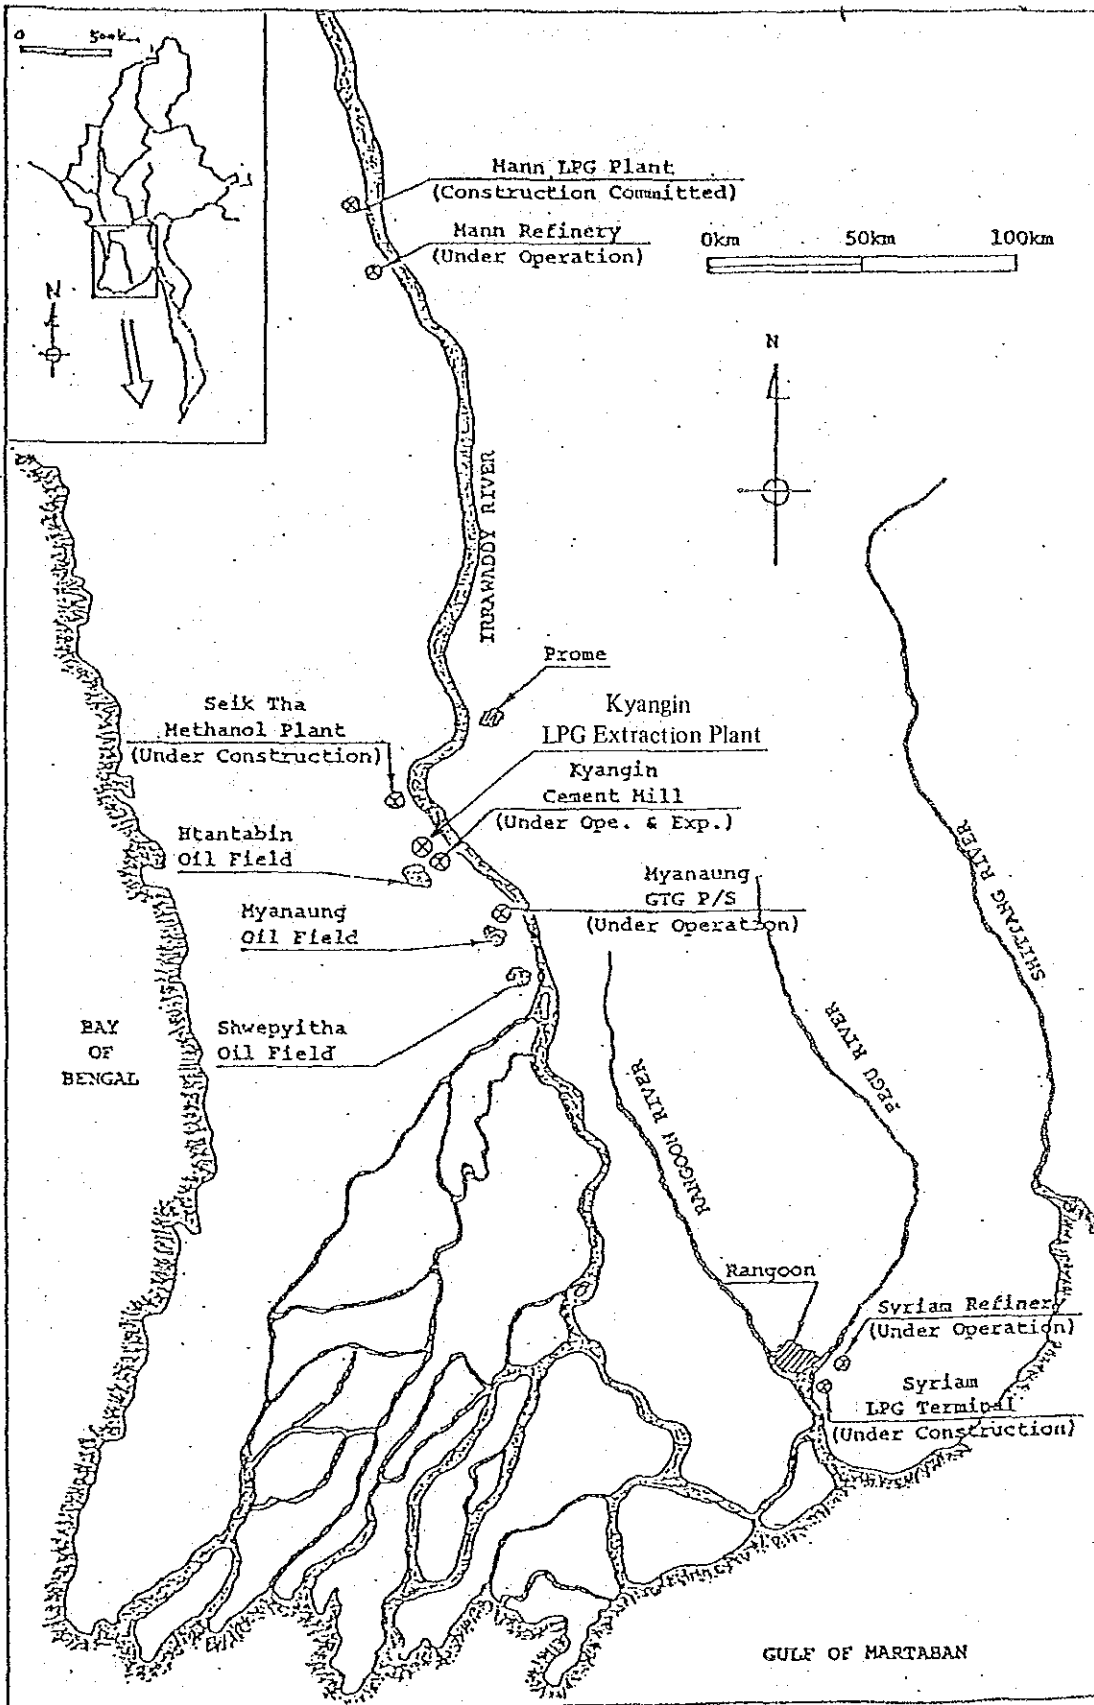 0 500k
N
Mann LPG Plant
(Construction Committed)
Mann Refinery
(Under Operation)
0km 50km 100km
N
IRRAWADDY RIVER
Prome
Seik Tha
Methanol Plant
(Under Construction)
Kyangin
LPG Extraction Plant
Kyangin
Cement Mill
(Under Ope. & Exp.)
Htantabin
Oil Field
Myanaung
GTG P/S
(Under Operation)
Myanaung
Oil Field
SHITTANG RIVER
Shwepyitha
Oil Field
BAY
OF
BENGAL
PEGU RIVER
RANGOON RIVER
Rangoon
Syriam Refiner
(Under Operation)
Syriam
LPG Terminal
(Under Construction)
GULF OF MARTABAN